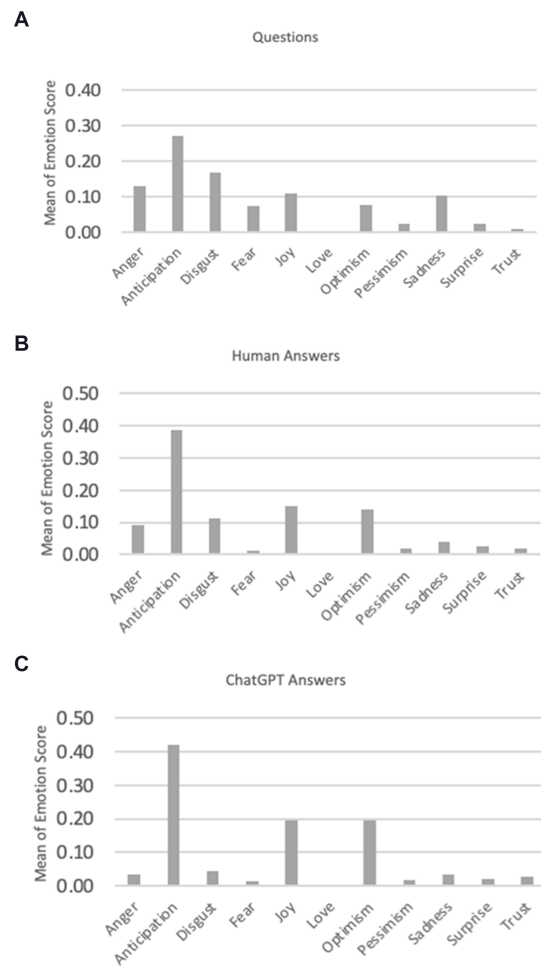 A
Questions
Mean of Emotion Score
0.40
0.30
0.20
0.10
0.00
Anger
Anticipation
Disgust
Fear
Joy
Love
Optimism
Pessimism
Sadness
Surprise
Trust
B
Human Answers
Mean of Emotion Score
0.50
0.40
0.30
0.20
0.10
0.00
Anger
Anticipation
Disgust
Fear
Joy
Love
Optimism
Pessimism
Sadness
Surprise
Trust
C
ChatGPT Answers
Mean of Emotion Score
0.50
0.40
0.30
0.20
0.10
0.00
Anger
Anticipation
Disgust
Fear
Joy
Love
Optimism
Pessimism
Sadness
Surprise
Trust